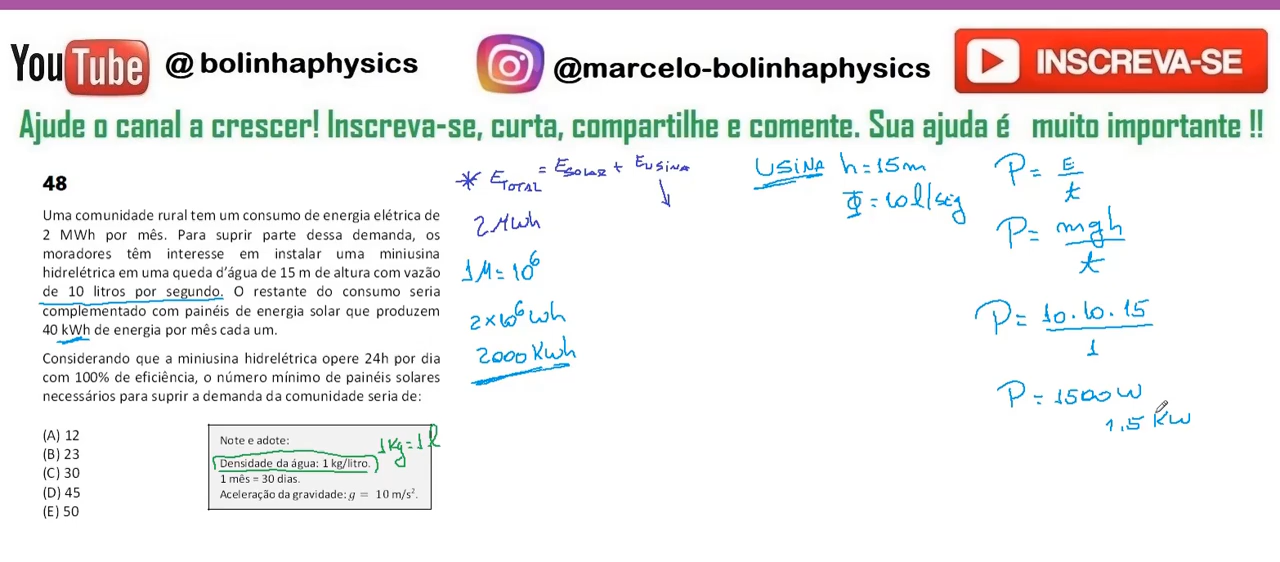 YouTube @ bolinhaphysics @marcelo-bolinhaphysics INSCREVA-SE
Ajude o canal a crescer! Inscreva-se, curta, compartilhe e comente. Sua ajuda é muito importante !!
48
Uma comunidade rural tem um consumo de energia elétrica de
2 MWh por mês. Para suprir parte dessa demanda, os
moradores têm interesse em instalar uma miniusina
hidrelétrica em uma queda d'água de 15 m de altura com vazão
de 10 litros por segundo. O restante do consumo seria
complementado com painéis de energia solar que produzem
40 kWh de energia por mês cada um.
Considerando que a miniusina hidrelétrica opere 24h por dia
com 100% de eficiência, o número mínimo de painéis solares
necessários para suprir a demanda da comunidade seria de:
(A) 12
(B) 23
(C) 30
(D) 45
(E) 50
Note e adote:
Densidade da água: 1 kg/litro.
1 mês = 30 dias.
Aceleração da gravidade: g = 10 m/s².
1kg = 1l
* ETOTAL = ESOLAR + EUSINA
2MWh
1M = 10⁶
2×10⁶ Wh
2000 KWh
USINA h = 15m
Φ = 10l/seg
P = E/t
P = mgh/t
P = 10.10.15/1
P = 1500W
1,5 KW